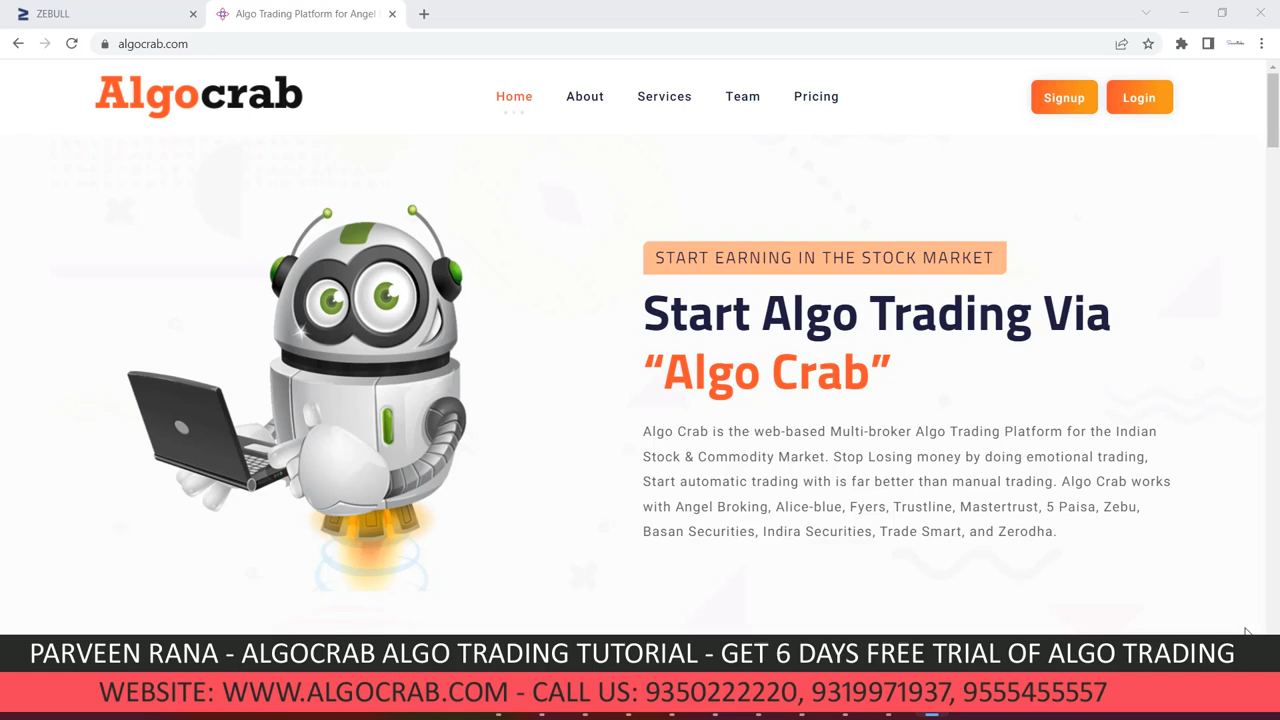 ZEBULL
Algo Trading Platform for Angel
algocrab.com
Algocrab
Home
About
Services
Team
Pricing
Signup
Login
START EARNING IN THE STOCK MARKET
Start Algo Trading Via
“Algo Crab”
Algo Crab is the web-based Multi-broker Algo Trading Platform for the Indian
Stock & Commodity Market. Stop Losing money by doing emotional trading,
Start automatic trading with is far better than manual trading. Algo Crab works
with Angel Broking, Alice-blue, Fyers, Trustline, Mastertrust, 5 Paisa, Zebu,
Basan Securities, Indira Securities, Trade Smart, and Zerodha.
PARVEEN RANA - ALGOCRAB ALGO TRADING TUTORIAL - GET 6 DAYS FREE TRIAL OF ALGO TRADING
WEBSITE: WWW.ALGOCRAB.COM - CALL US: 9350222220, 9319971937, 9555455557